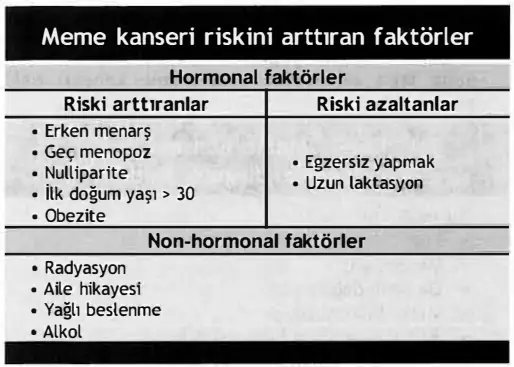 Meme kanseri riskini arttıran faktörler
Hormonal faktörler
Riski arttıranlar
• Erken menarş
• Geç menopoz
• Nulliparite
• İlk doğum yaşı > 30
• Obezite
Riski azaltanlar
• Egzersiz yapmak
• Uzun laktasyon
Non-hormonal faktörler
• Radyasyon
• Aile hikayesi
• Yağlı beslenme
• Alkol